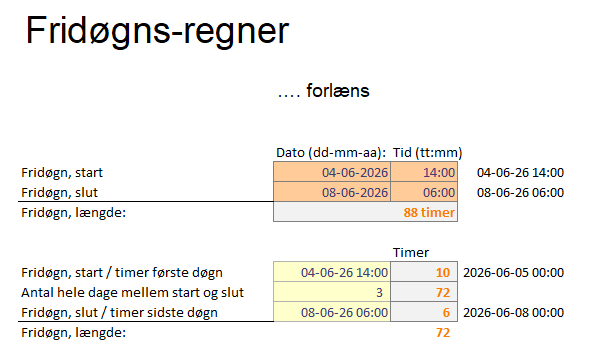 Fridøgns-regner
.... forlæns
Dato (dd-mm-aa): Tid (tt:mm)
Fridøgn, start 04-06-2026 14:00 04-06-26 14:00
Fridøgn, slut 08-06-2026 06:00 08-06-26 06:00
Fridøgn, længde: 88 timer
Timer
Fridøgn, start / timer første døgn 04-06-26 14:00 10 2026-06-05 00:00
Antal hele dage mellem start og slut 3 72
Fridøgn, slut / timer sidste døgn 08-06-26 06:00 6 2026-06-08 00:00
Fridøgn, længde: 72